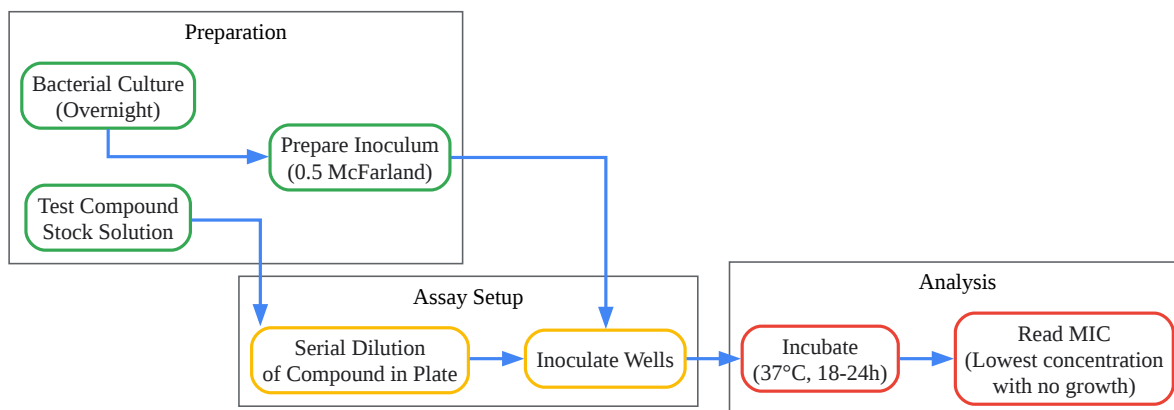 Preparation
Bacterial Culture
(Overnight)
Prepare Inoculum
(0.5 McFarland)
Test Compound
Stock Solution
Assay Setup
Serial Dilution
of Compound in Plate
Inoculate Wells
Analysis
Incubate
(37°C, 18-24h)
Read MIC
(Lowest concentration
with no growth)